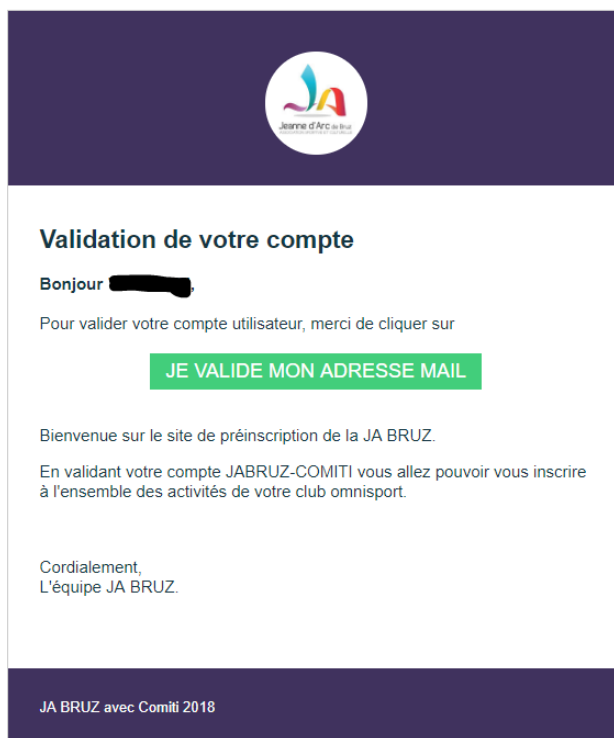 JA
Jeanne d'Arc de Bruz
Validation de votre compte
Bonjour ,
Pour valider votre compte utilisateur, merci de cliquer sur
JE VALIDE MON ADRESSE MAIL
Bienvenue sur le site de préinscription de la JA BRUZ.
En validant votre compte JABRUZ-COMITI vous allez pouvoir vous inscrire
à l'ensemble des activités de votre club omnisport.
Cordialement,
L'équipe JA BRUZ.
JA BRUZ avec Comiti 2018